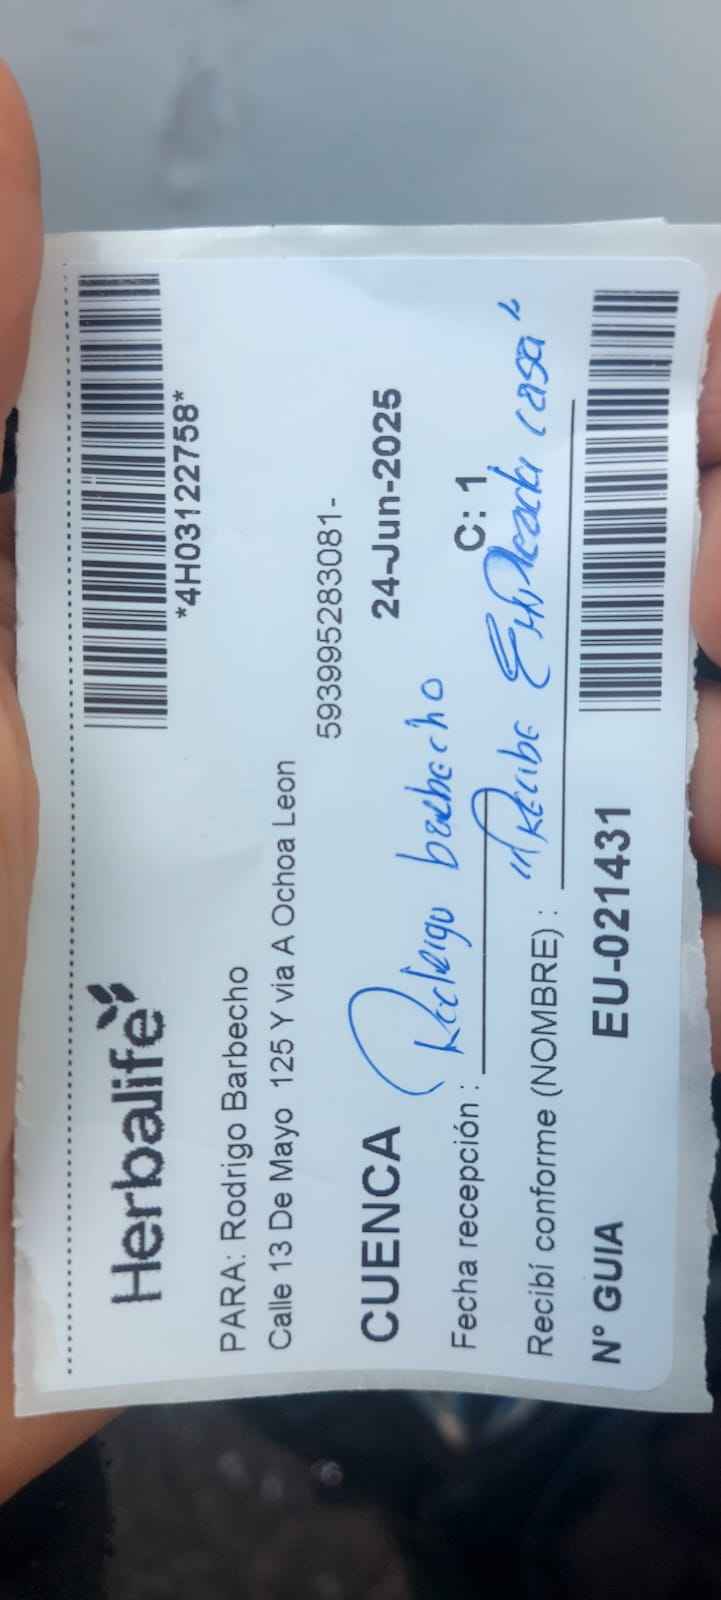 Herbalife
*4H03122758*
PARA: Rodrigo Barbecho
Calle 13 De Mayo 125 Y via A Ochoa Leon
593995283081-
CUENCA 24-Jun-2025
Rodrigo barbecho
Fecha recepción : C: 1
"Recibe Empleada casa"
Recibí conforme (NOMBRE) :
N° GUIA EU-021431